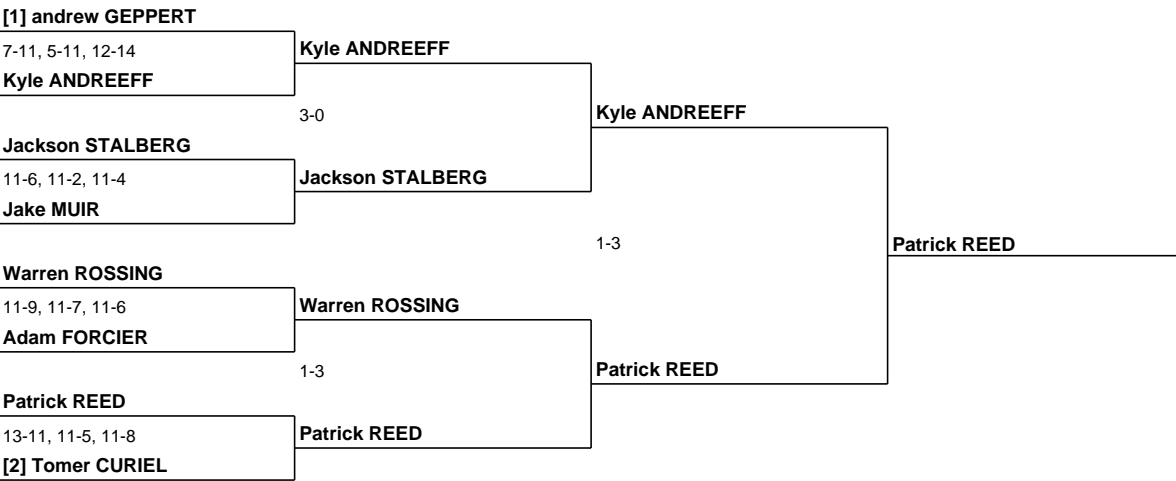 [1] andrew GEPPERT
7-11, 5-11, 12-14
Kyle ANDREEFF
Kyle ANDREEFF
3-0
Jackson STALBERG
11-6, 11-2, 11-4
Jake MUIR
Jackson STALBERG
Kyle ANDREEFF
1-3
Patrick REED
Warren ROSSING
11-9, 11-7, 11-6
Adam FORCIER
Warren ROSSING
1-3
Patrick REED
Patrick REED
13-11, 11-5, 11-8
[2] Tomer CURIEL
Patrick REED